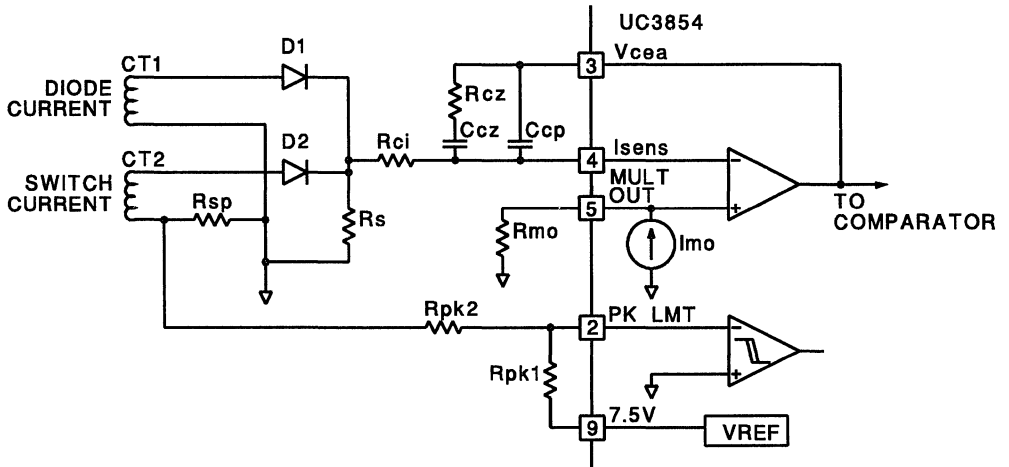 UC3854
CT1
D1
3
Vcea
DIODE
CURRENT
Rcz
Ccz
Ccp
CT2
D2
Rci
4
Isens
SWITCH
CURRENT
Rsp
Rs
MULT
OUT
5
Rmo
Imo
TO
COMPARATOR
Rpk2
2
PK LMT
Rpk1
9
7.5V
VREF
−
+
−
+